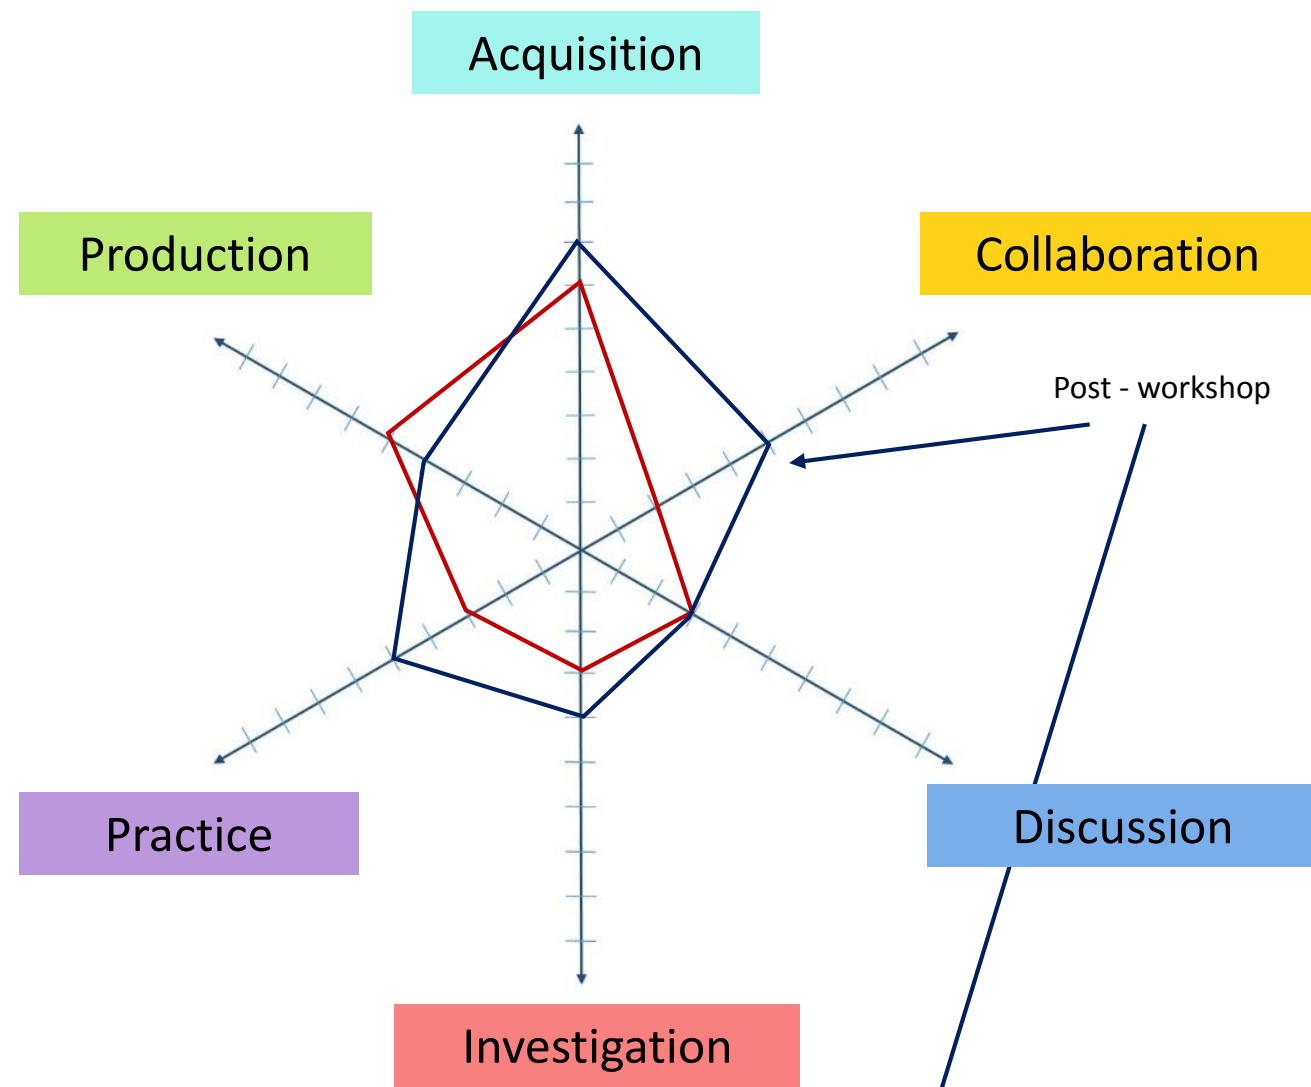 Acquisition
Production
Collaboration
Post - workshop
Practice
Discussion
Investigation